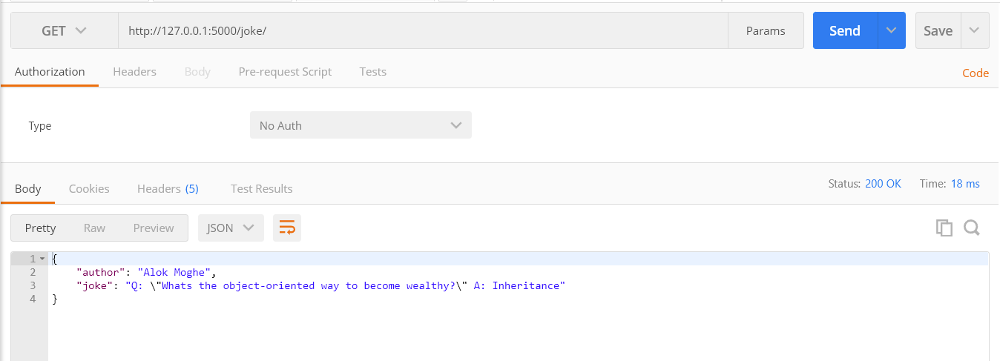 GET http://127.0.0.1:5000/joke/ Params Send Save
Authorization Headers Body Pre-request Script Tests Code
Type No Auth
Body Cookies Headers (5) Test Results Status: 200 OK Time: 18 ms
Pretty Raw Preview JSON
1 {
2 "author": "Alok Moghe",
3 "joke": "Q: \"Whats the object-oriented way to become wealthy?\" A: Inheritance"
4 }